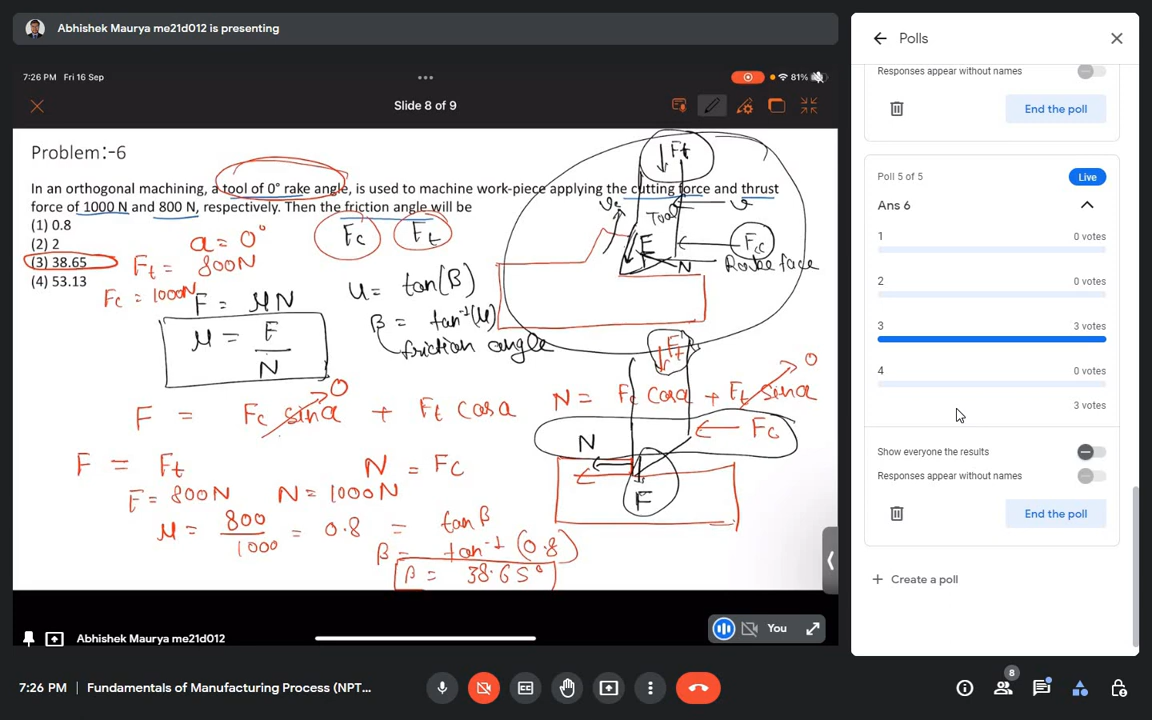 Abhishek Maurya me21d012 is presenting
7:26 PM Fri 16 Sep
81%
Slide 8 of 9
Problem:-6
In an orthogonal machining, a tool of 0° rake angle, is used to machine work-piece applying the cutting force and thrust
force of 1000 N and 800 N, respectively. Then the friction angle will be
(1) 0.8
(2) 2
(3) 38.65
(4) 53.13
α = 0°
Fc Ft
Ft = 800N
Fc = 1000N
F = μN
μ = F/N
μ = tan(β)
β = tan⁻¹(μ)
friction angle
Ft
Tool
Fc
F
N
Rake face
F = Fc sinα + Ft cosα
0
N = Fc cosα + Ft sinα
0
F = Ft
N = Fc
F = 800N
N = 1000N
μ = 800/1000 = 0.8 = tanβ
β = tan⁻¹(0.8)
β = 38.65°
Ft
Fc
N
F
Abhishek Maurya me21d012
You
7:26 PM
Fundamentals of Manufacturing Process (NPT...
Polls
Responses appear without names
End the poll
Poll 5 of 5
Live
Ans 6
1 0 votes
2 0 votes
3 3 votes
4 0 votes
3 votes
Show everyone the results
Responses appear without names
End the poll
+ Create a poll
8